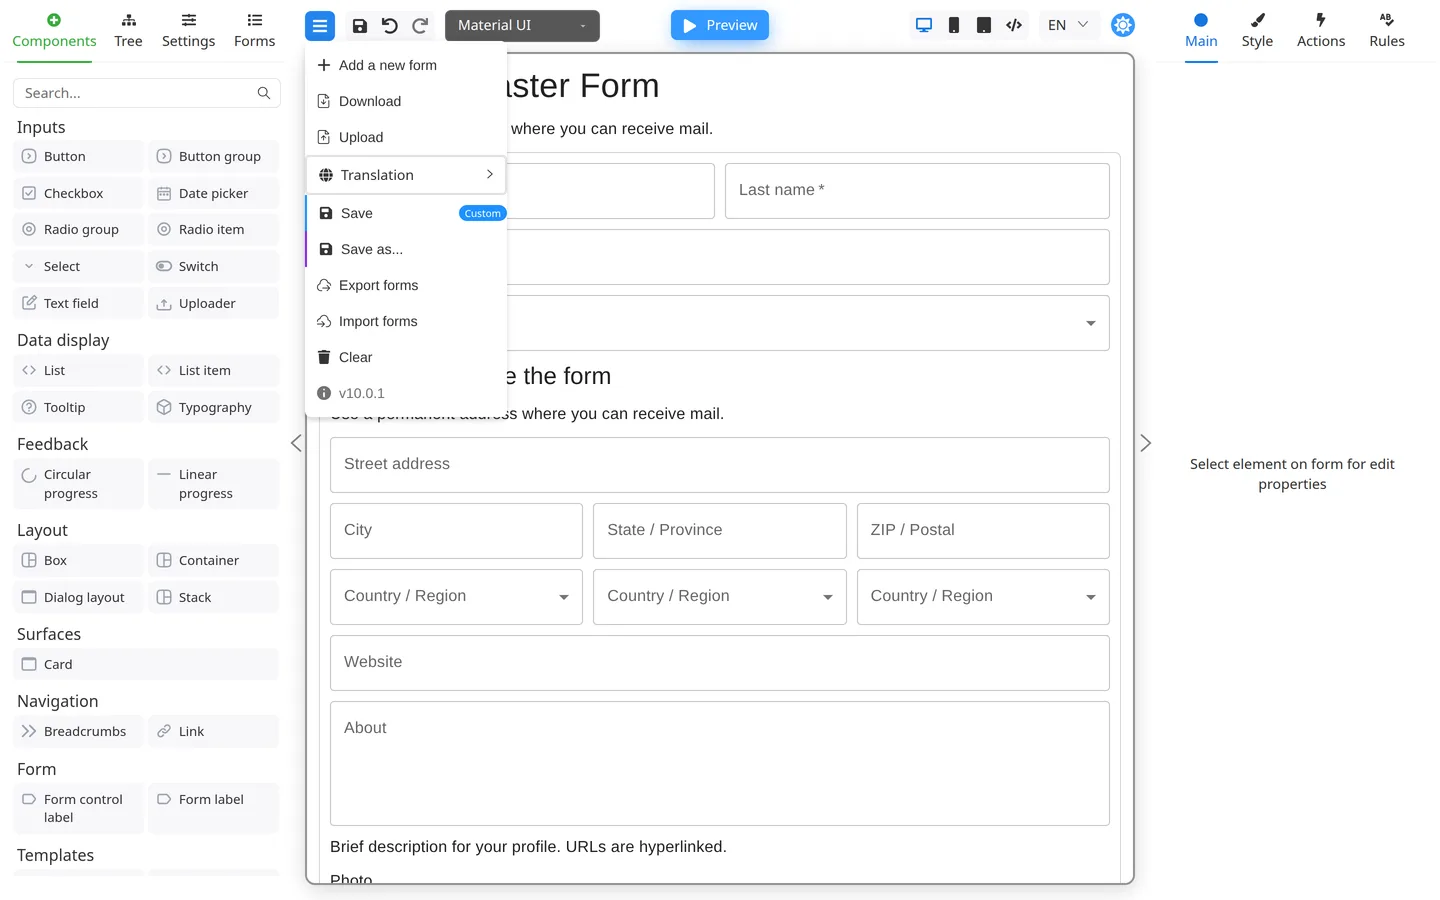 Components
Tree
Settings
Forms
Material UI
Preview
EN
Main
Style
Actions
Rules
Search...
Inputs
Button
Button group
Checkbox
Date picker
Radio group
Radio item
Select
Switch
Text field
Uploader
Data display
List
List item
Tooltip
Typography
Feedback
Circular
progress
Linear
progress
Layout
Box
Container
Dialog layout
Stack
Surfaces
Card
Navigation
Breadcrumbs
Link
Form
Form control
label
Form label
Templates
Add a new form
Download
Upload
Translation
Save
Custom
Save as...
Export forms
Import forms
Clear
v10.0.1
aster Form
where you can receive mail.
Last name *
e the form
Use a permanent address where you can receive mail.
Street address
City
State / Province
ZIP / Postal
Country / Region
Country / Region
Country / Region
Website
About
Brief description for your profile. URLs are hyperlinked.
Photo
Select element on form for edit
properties